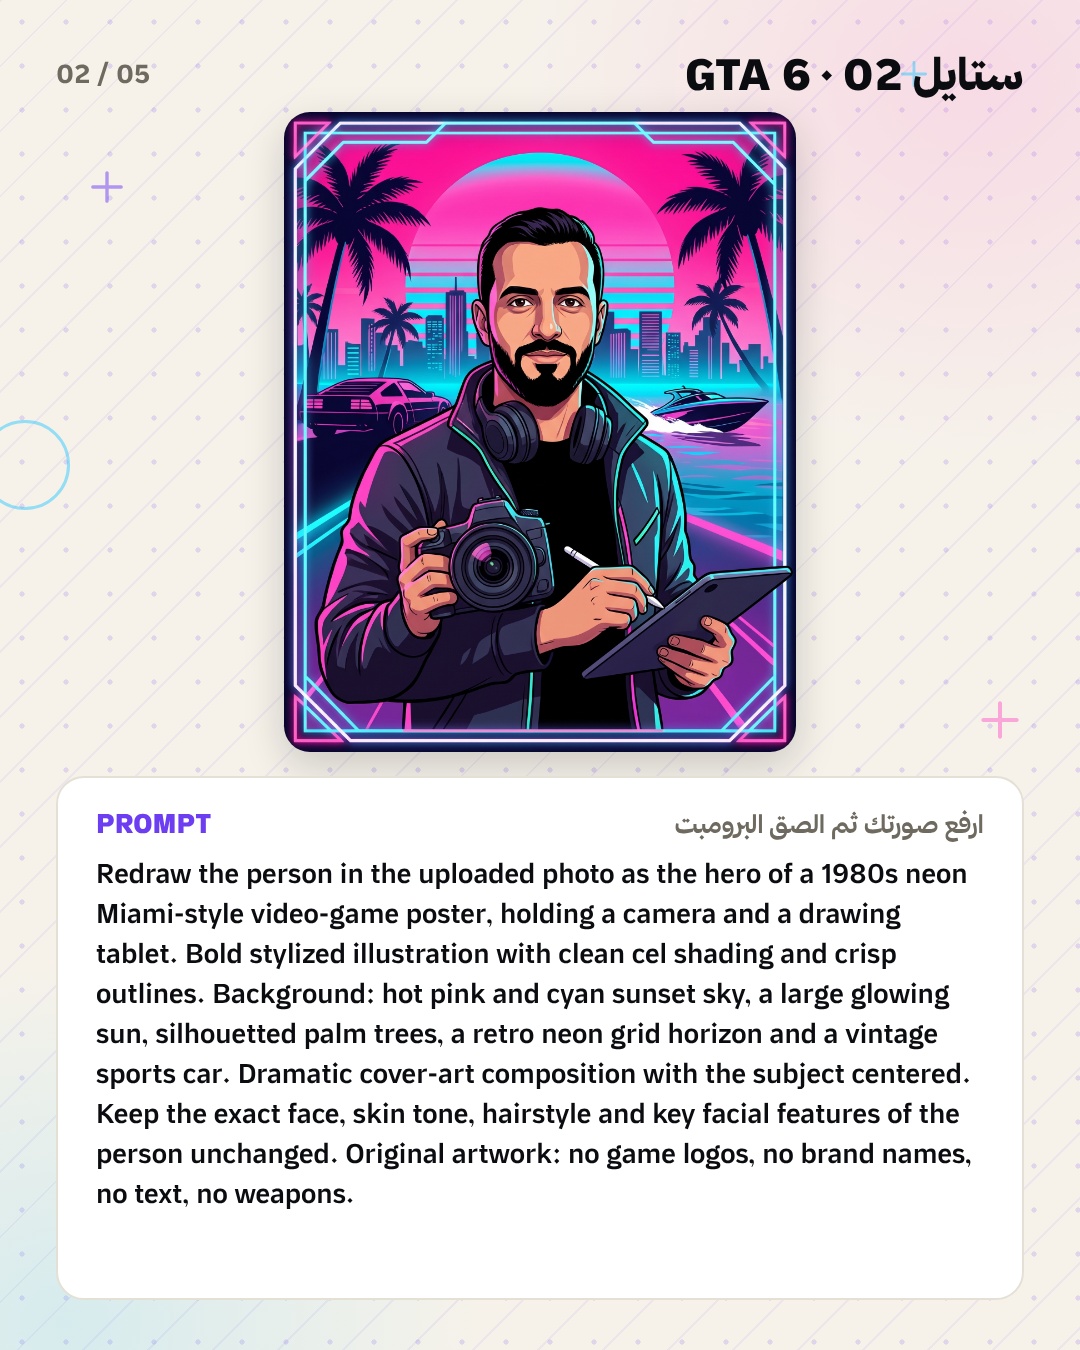 02 / 05
ستايل GTA 6 · 02
PROMPT
ارفع صورتك ثم الصق البرومبت
Redraw the person in the uploaded photo as the hero of a 1980s neon
Miami-style video-game poster, holding a camera and a drawing
tablet. Bold stylized illustration with clean cel shading and crisp
outlines. Background: hot pink and cyan sunset sky, a large glowing
sun, silhouetted palm trees, a retro neon grid horizon and a vintage
sports car. Dramatic cover-art composition with the subject centered.
Keep the exact face, skin tone, hairstyle and key facial features of the
person unchanged. Original artwork: no game logos, no brand names,
no text, no weapons.